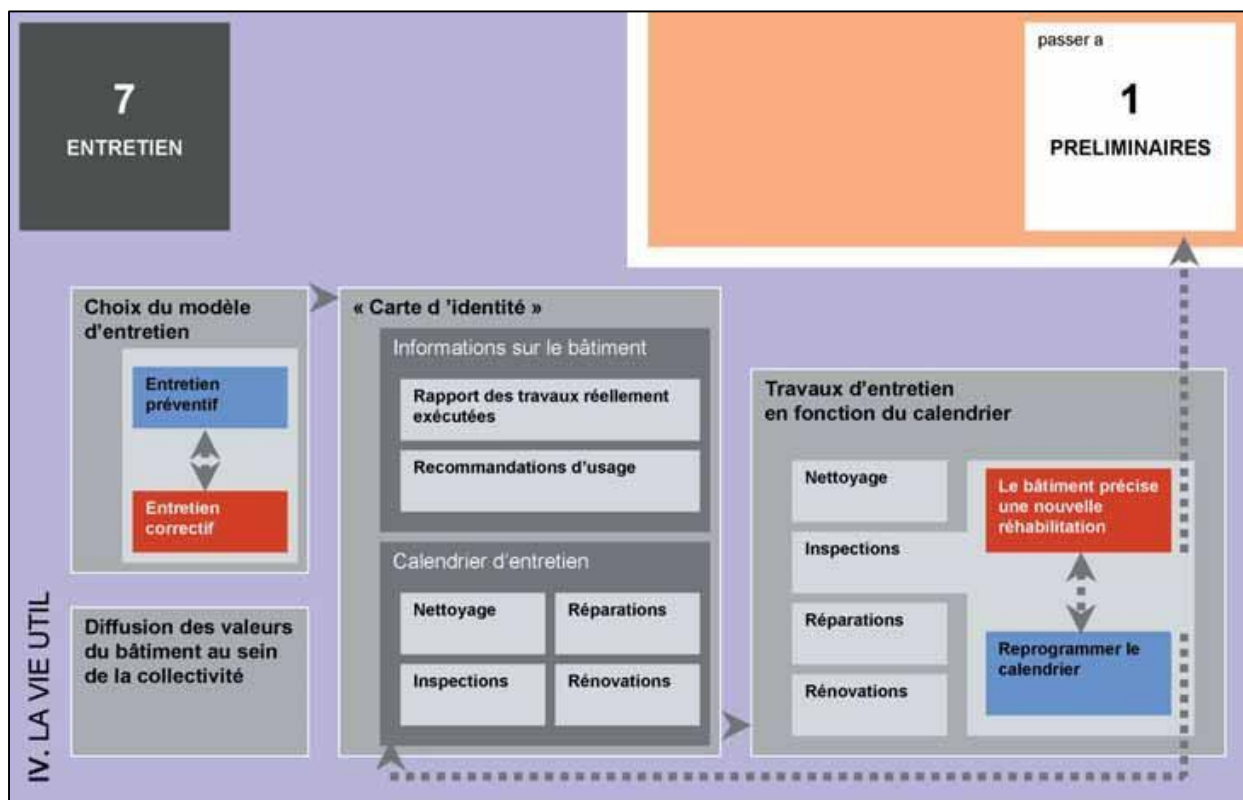 7
ENTRETIEN
passer a
1
PRELIMINAIRES
IV. LA VIE UTIL
Choix du modèle
d'entretien
Entretien
préventif
Entretien
correctif
Diffusion des valeurs
du bâtiment au sein
de la collectivité
« Carte d 'identité »
Informations sur le bâtiment
Rapport des travaux réellement
exécutées
Recommandations d'usage
Calendrier d'entretien
Nettoyage
Réparations
Inspections
Rénovations
Travaux d'entretien
en fonction du calendrier
Nettoyage
Inspections
Réparations
Rénovations
Le bâtiment précise
une nouvelle
réhabilitation
Reprogrammer le
calendrier